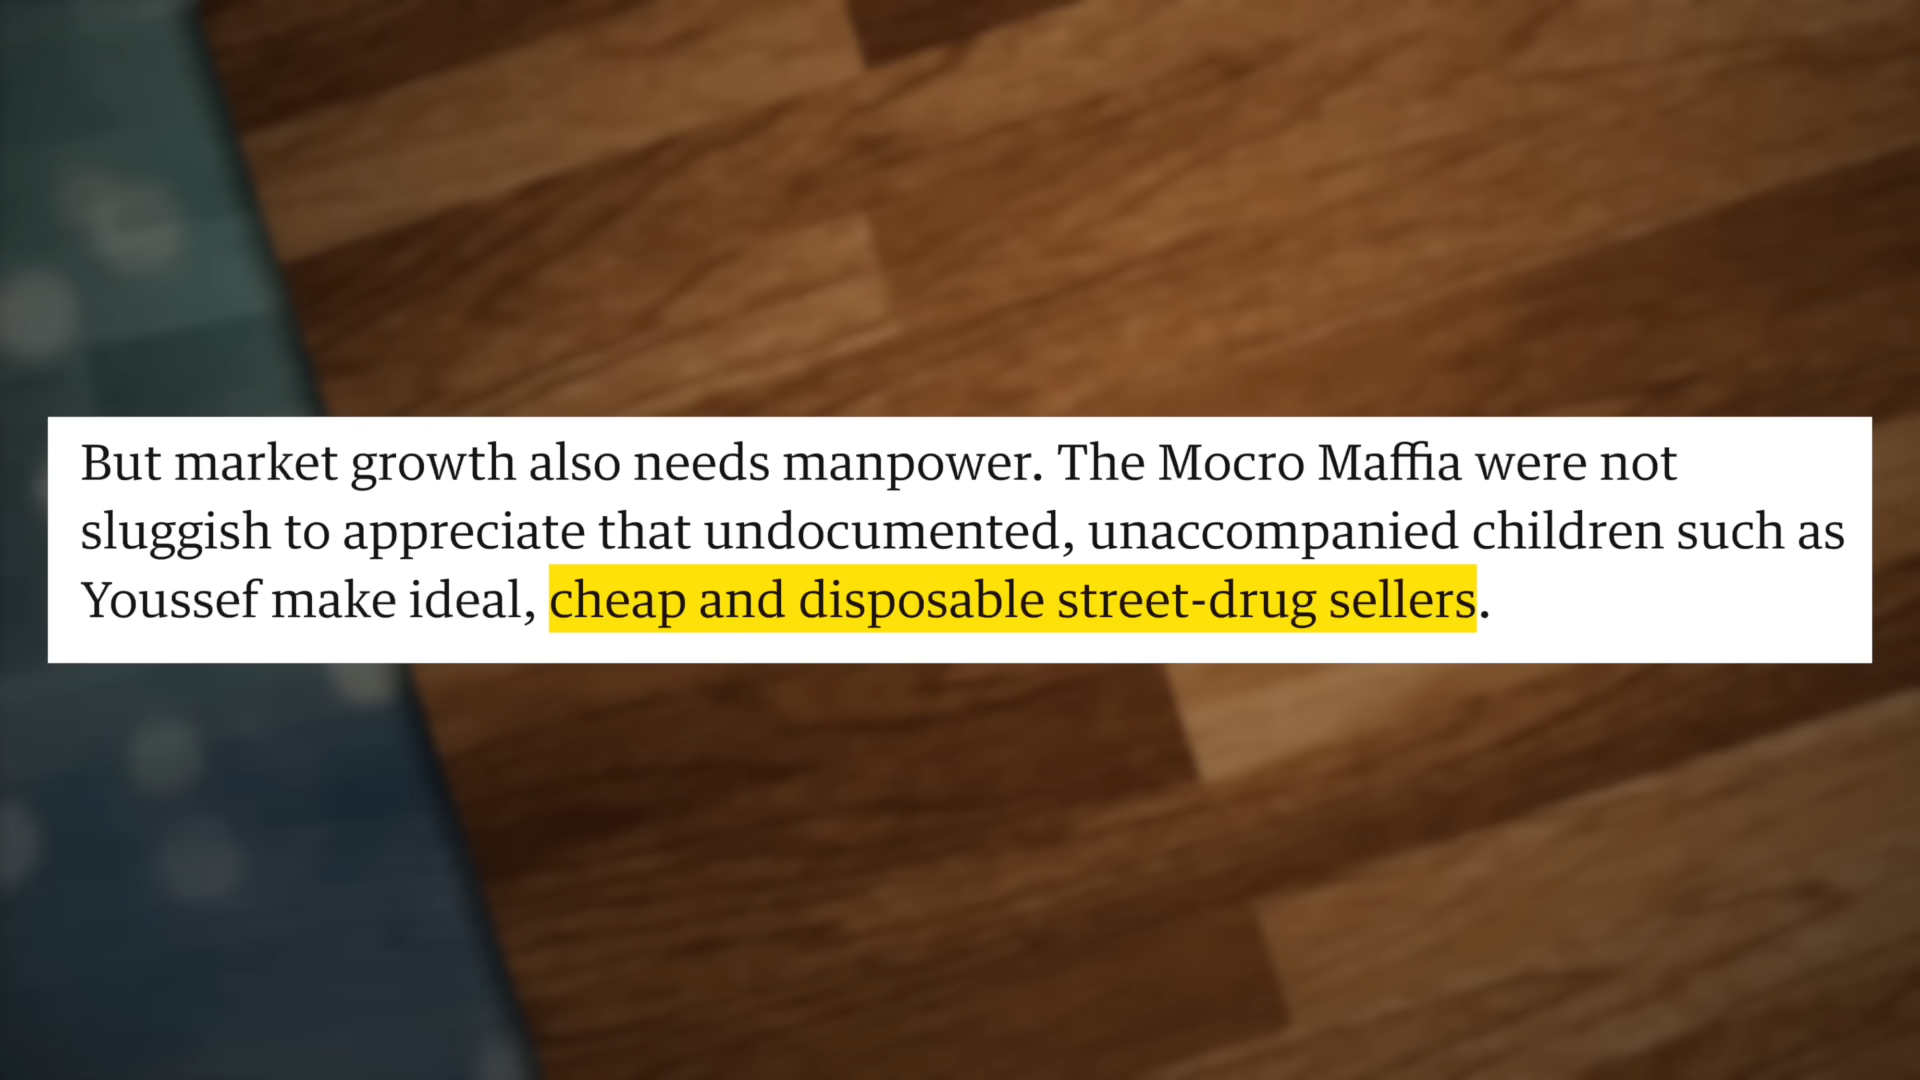 But market growth also needs manpower. The Mocro Maffia were not
sluggish to appreciate that undocumented, unaccompanied children such as
Youssef make ideal, cheap and disposable street-drug sellers.